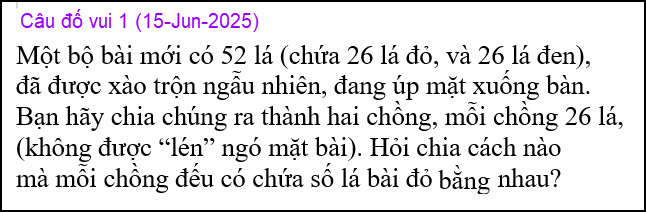 Câu đố vui 1 (15-Jun-2025)
Một bộ bài mới có 52 lá (chứa 26 lá đỏ, và 26 lá đen),
đã được xào trộn ngẫu nhiên, đang úp mặt xuống bàn.
Bạn hãy chia chúng ra thành hai chồng, mỗi chồng 26 lá,
(không được “lén” ngó mặt bài). Hỏi chia cách nào
mà mỗi chồng đếu có chứa số lá bài đỏ bằng nhau?